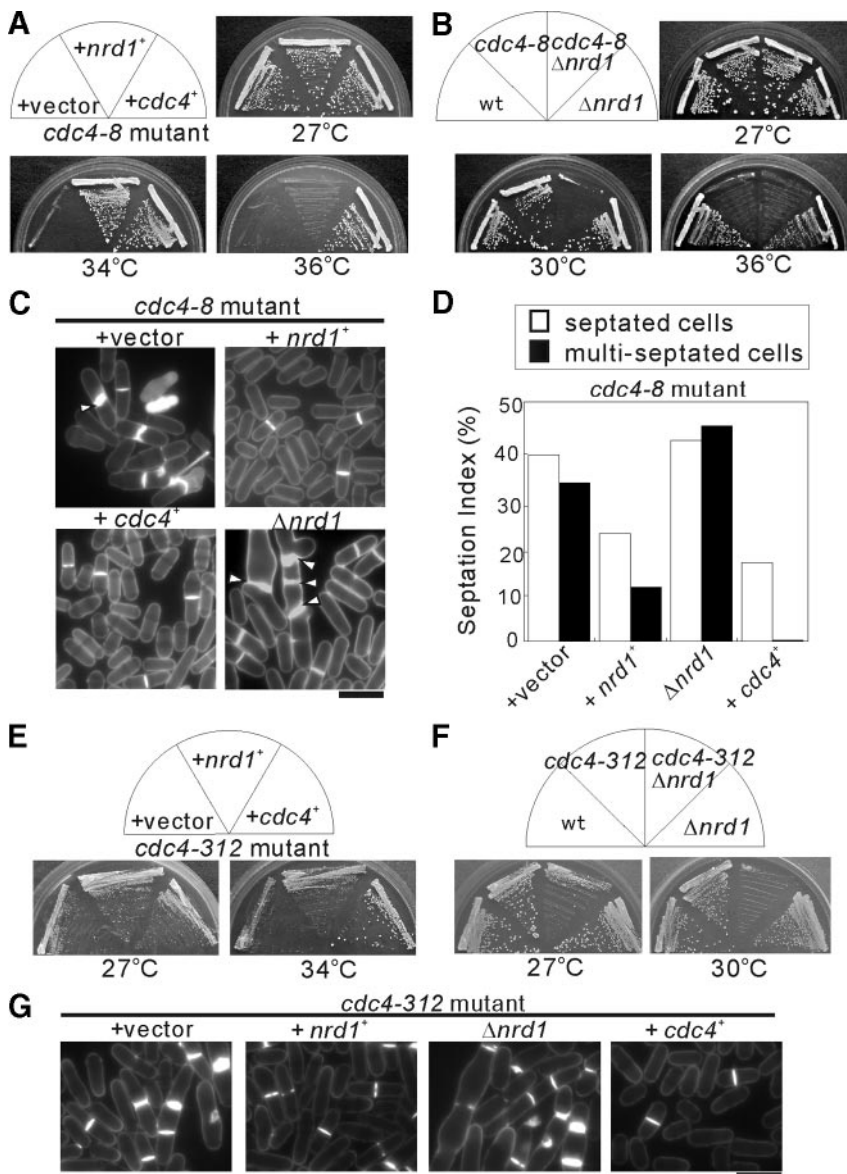 A
+nrd1⁺
+vector
+cdc4⁺
cdc4-8 mutant
27°C
34°C
36°C
B
cdc4-8
cdc4-8
Δnrd1
wt
Δnrd1
27°C
30°C
36°C
C
cdc4-8 mutant
+vector
+ nrd1⁺
+ cdc4⁺
Δnrd1
D
septated cells
multi-septated cells
cdc4-8 mutant
Septation Index (%)
50
40
30
20
10
0
+vector
+ nrd1⁺
Δnrd1
+ cdc4⁺
E
+nrd1⁺
+vector
+cdc4⁺
cdc4-312 mutant
27°C
34°C
F
cdc4-312
cdc4-312
Δnrd1
wt
Δnrd1
27°C
30°C
G
cdc4-312 mutant
+vector
+ nrd1⁺
Δnrd1
+ cdc4⁺